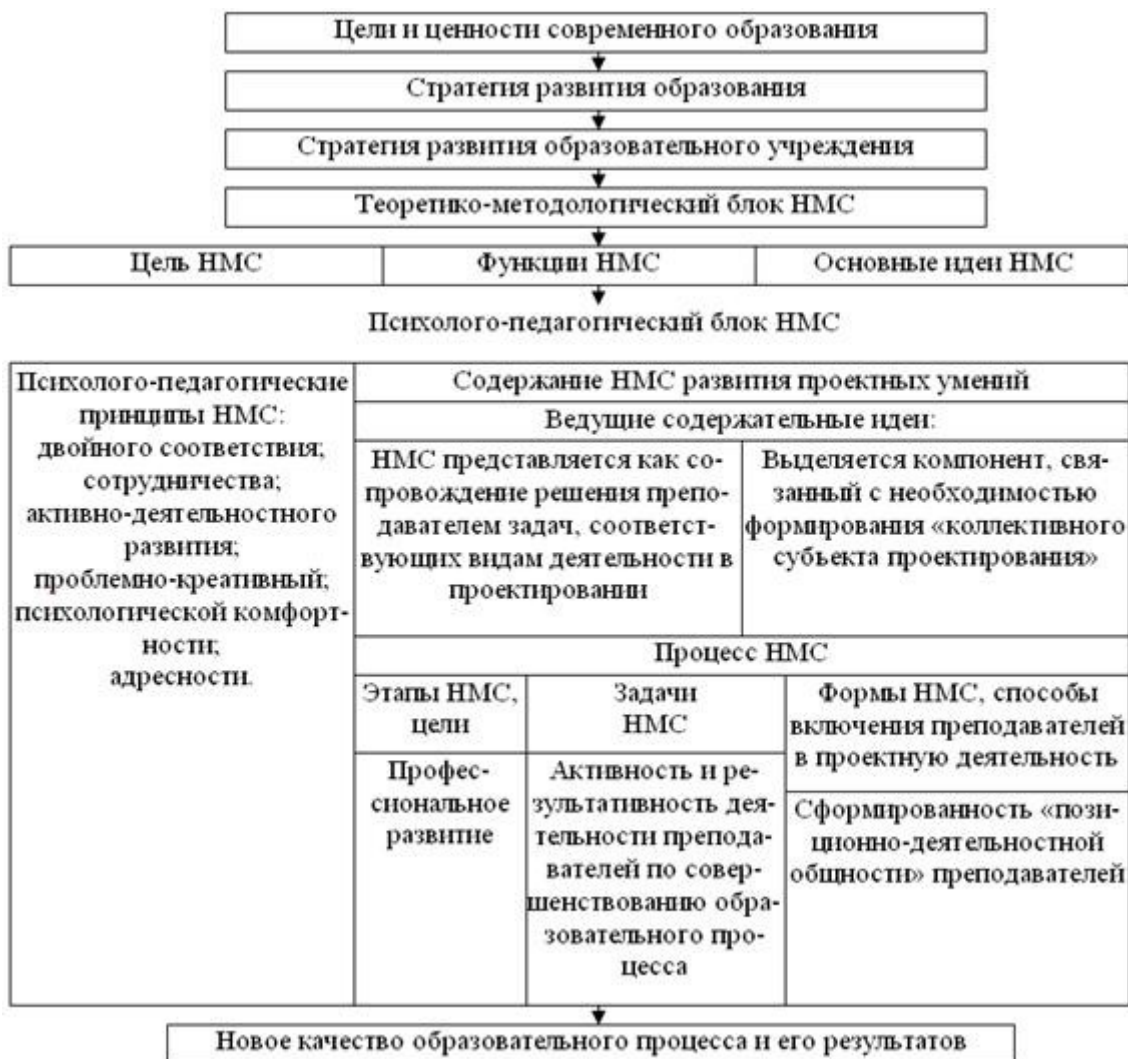 Цели и ценности современного образования
Стратегия развития образования
Стратегия развития образовательного учреждения
Теоретико-методологический блок НМС
Цель НМС
Функции НМС
Основные идеи НМС
Психолого-педагогический блок НМС
Психолого-педагогические
принципы НМС:
двойного соответствия;
сотрудничества;
активно-деятельностного
развития;
проблемно-креативный;
психологической комфорт-
ности;
адресности.
Содержание НМС развития проектных умений
Ведущие содержательные идеи:
НМС представляется как со-
провождение решения препо-
давателем задач, соответст-
вующих видам деятельности в
проектировании
Выделяется компонент, свя-
занный с необходимостью
формирования «коллективного
субъекта проектирования»
Процесс НМС
Этапы НМС,
цели
Задачи
НМС
Формы НМС, способы
включения преподавателей
в проектную деятельность
Профес-
сиональное
развитие
Активность и ре-
зультативность дея-
тельности препода-
вателей по совер-
шенствованию обра-
зовательного про-
цесса
Сформированность «пози-
ционно-деятельностной
общности» преподавателей
Новое качество образовательного процесса и его результатов